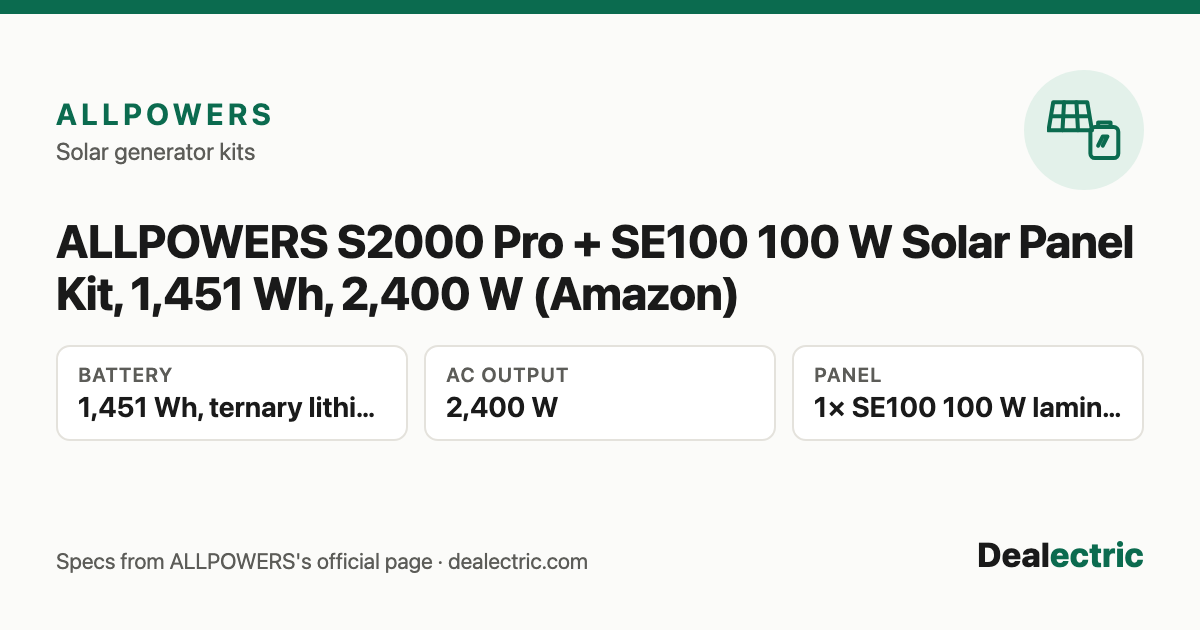 ALLPOWERS
Solar generator kits
ALLPOWERS S2000 Pro + SE100 100 W Solar Panel
Kit, 1,451 Wh, 2,400 W (Amazon)
BATTERY
1,451 Wh, ternary lithi...
AC OUTPUT
2,400 W
PANEL
1× SE100 100 W lamin...
Specs from ALLPOWERS's official page · dealectric.com
Dealectric